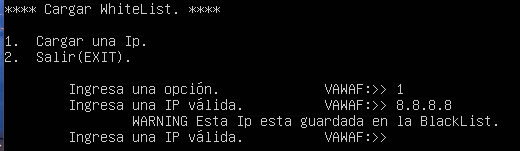 **** Cargar WhiteList. ****
1. Cargar una Ip.
2. Salir(EXIT).
Ingresa una opción. VAWAF:>> 1
Ingresa una IP válida. VAWAF:>> 8.8.8.8
WARNING Esta Ip esta guardada en la BlackList.
Ingresa una IP válida. VAWAF:>>